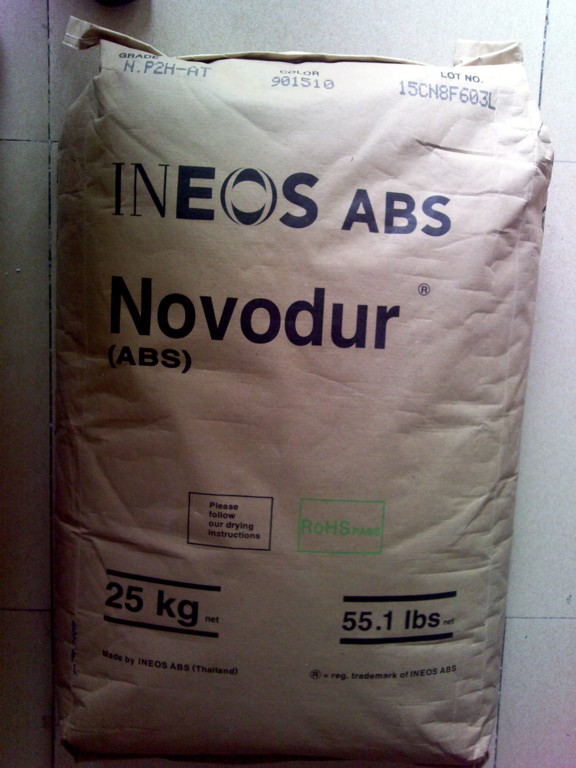 GRADE COLOR LOT NO.
N.P2H-AT 901510 15CN8F603L
INEOS ABS
Novodur ®
(ABS)
Please
follow
our drying
instructions
RoHS PASS
25 kg net
55.1 lbs net
Made by INEOS ABS (Thailand)
® = reg. trademark of INEOS ABS